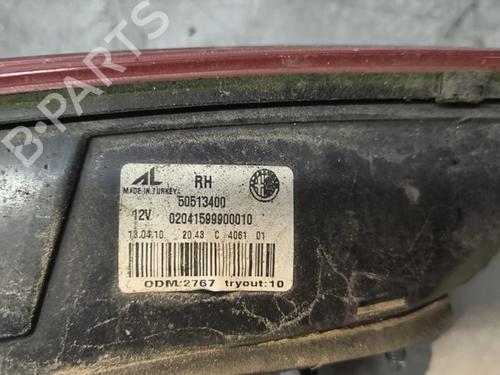 B-PARTS
AL RH
MADE IN TURKEY
50513400
12V 02041599900010
13.04.10 20.43 C 4061 01
ODM:2767 tryout:10